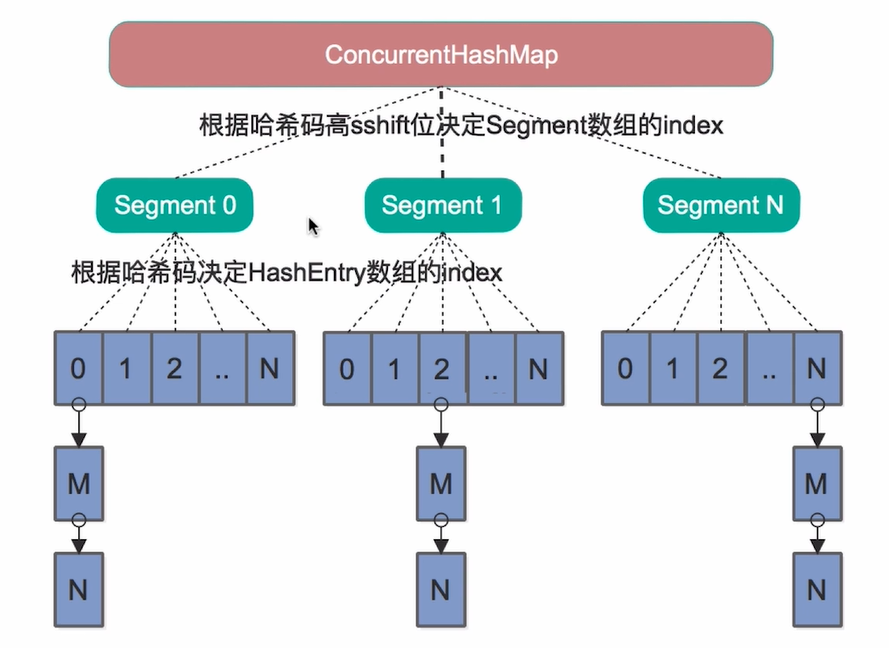 ConcurrentHashMap
根据哈希码高sshift位决定Segment数组的index
Segment 0 Segment 1 Segment N
根据哈希码决定HashEntry数组的index
0 1 2 .. N 0 1 2 .. N 0 1 2 .. N
M M M
N N N